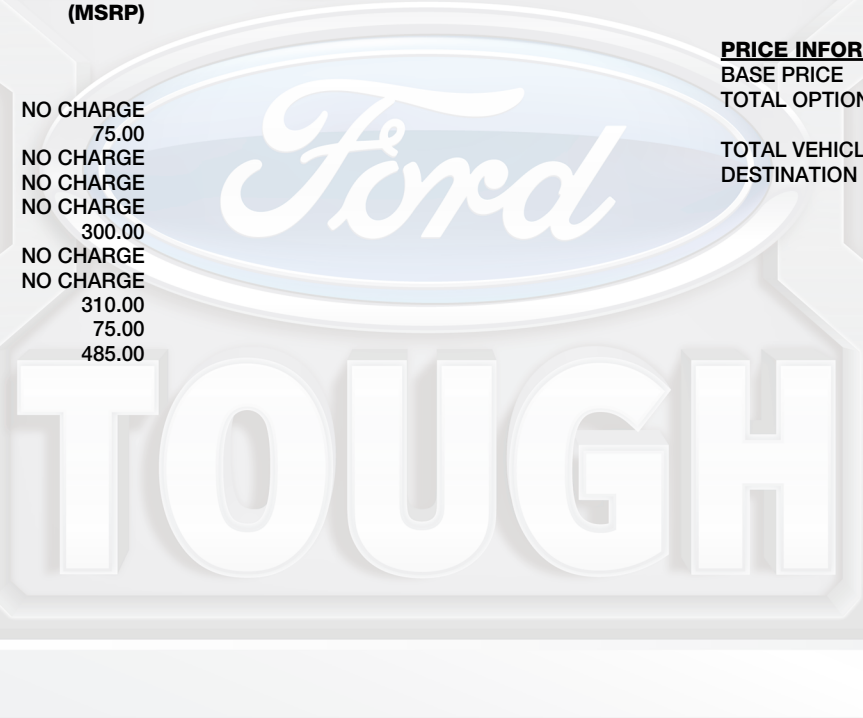 (MSRP)
NO CHARGE
75.00
NO CHARGE
NO CHARGE
NO CHARGE
300.00
NO CHARGE
NO CHARGE
310.00
75.00
485.00
PRICE INFOR
BASE PRICE
TOTAL OPTION
TOTAL VEHICL
DESTINATION
Ford
TOUGH